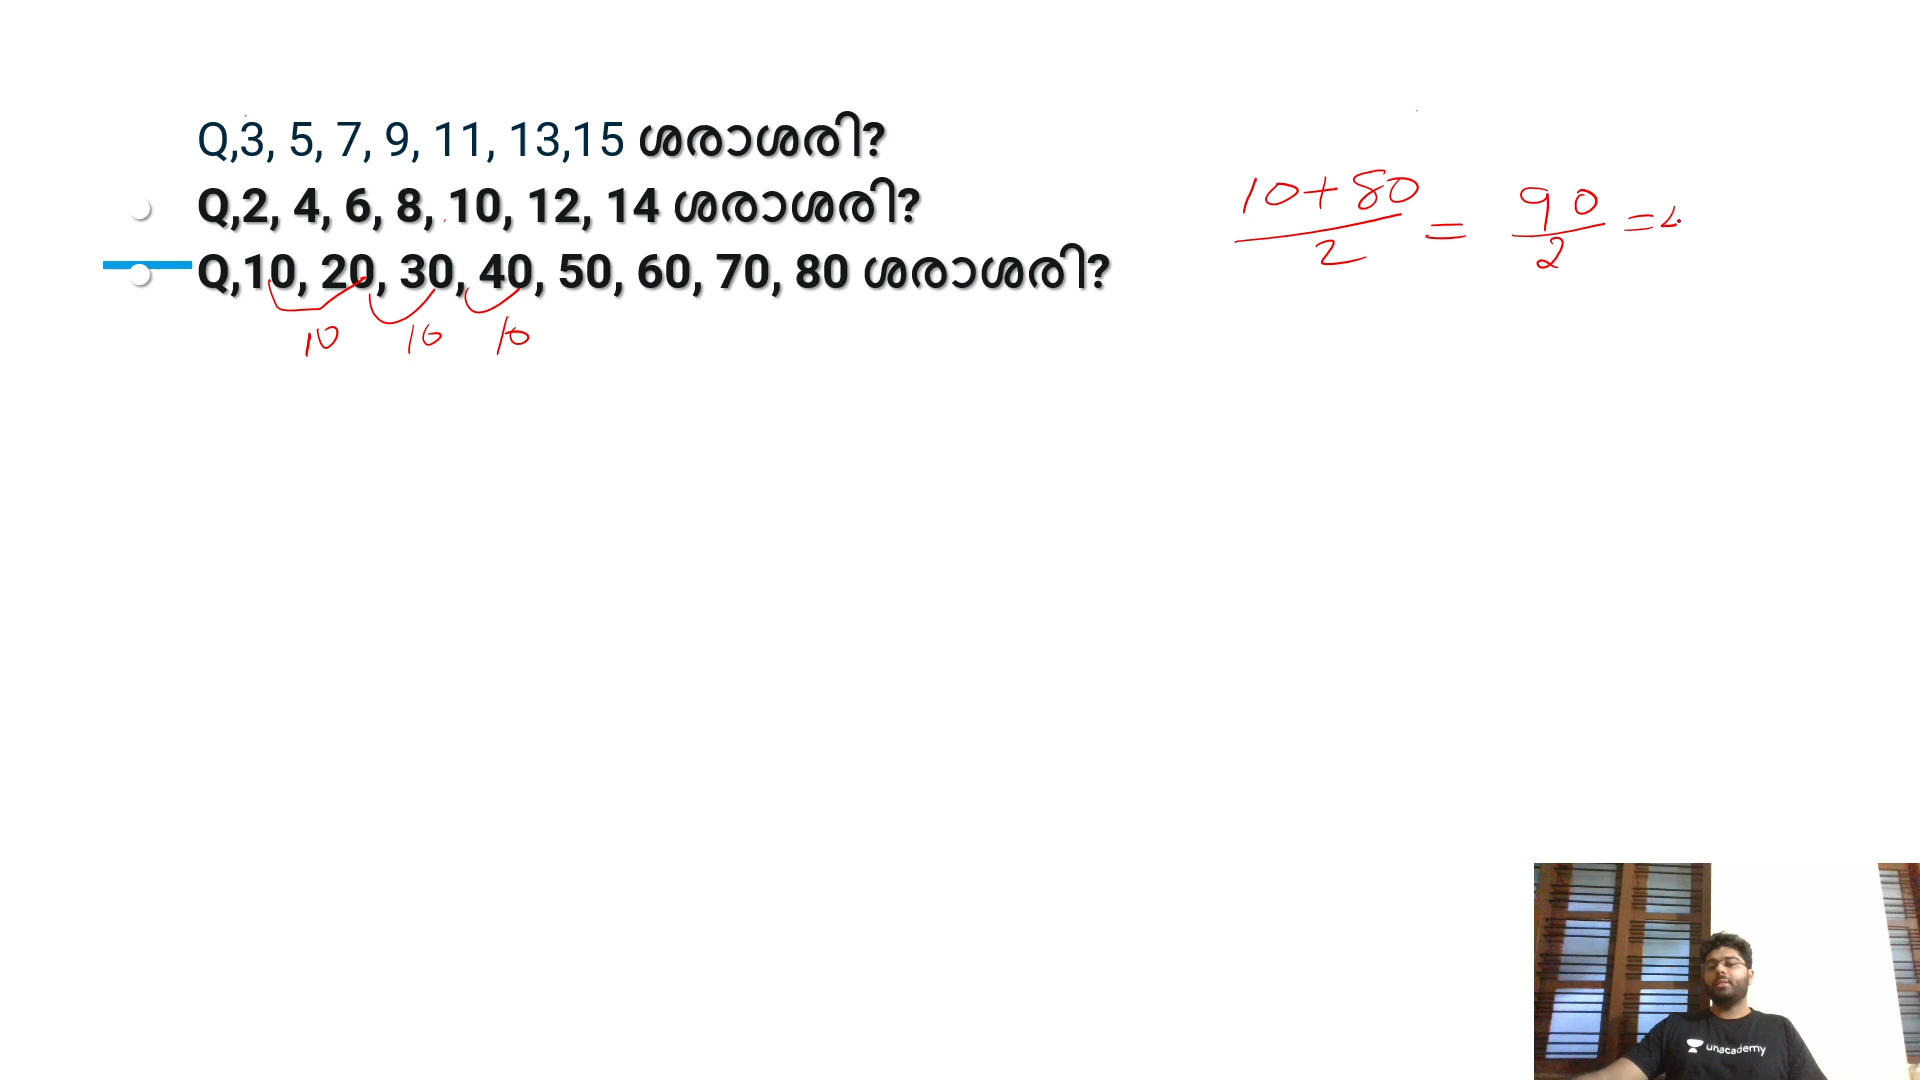 Q,3, 5, 7, 9, 11, 13,15 ശരാശരി?
Q,2, 4, 6, 8, 10, 12, 14 ശരാശരി?
Q,10, 20, 30, 40, 50, 60, 70, 80 ശരാശരി?
10 10 10
10+80/2 = 90/2 =4
unacademy